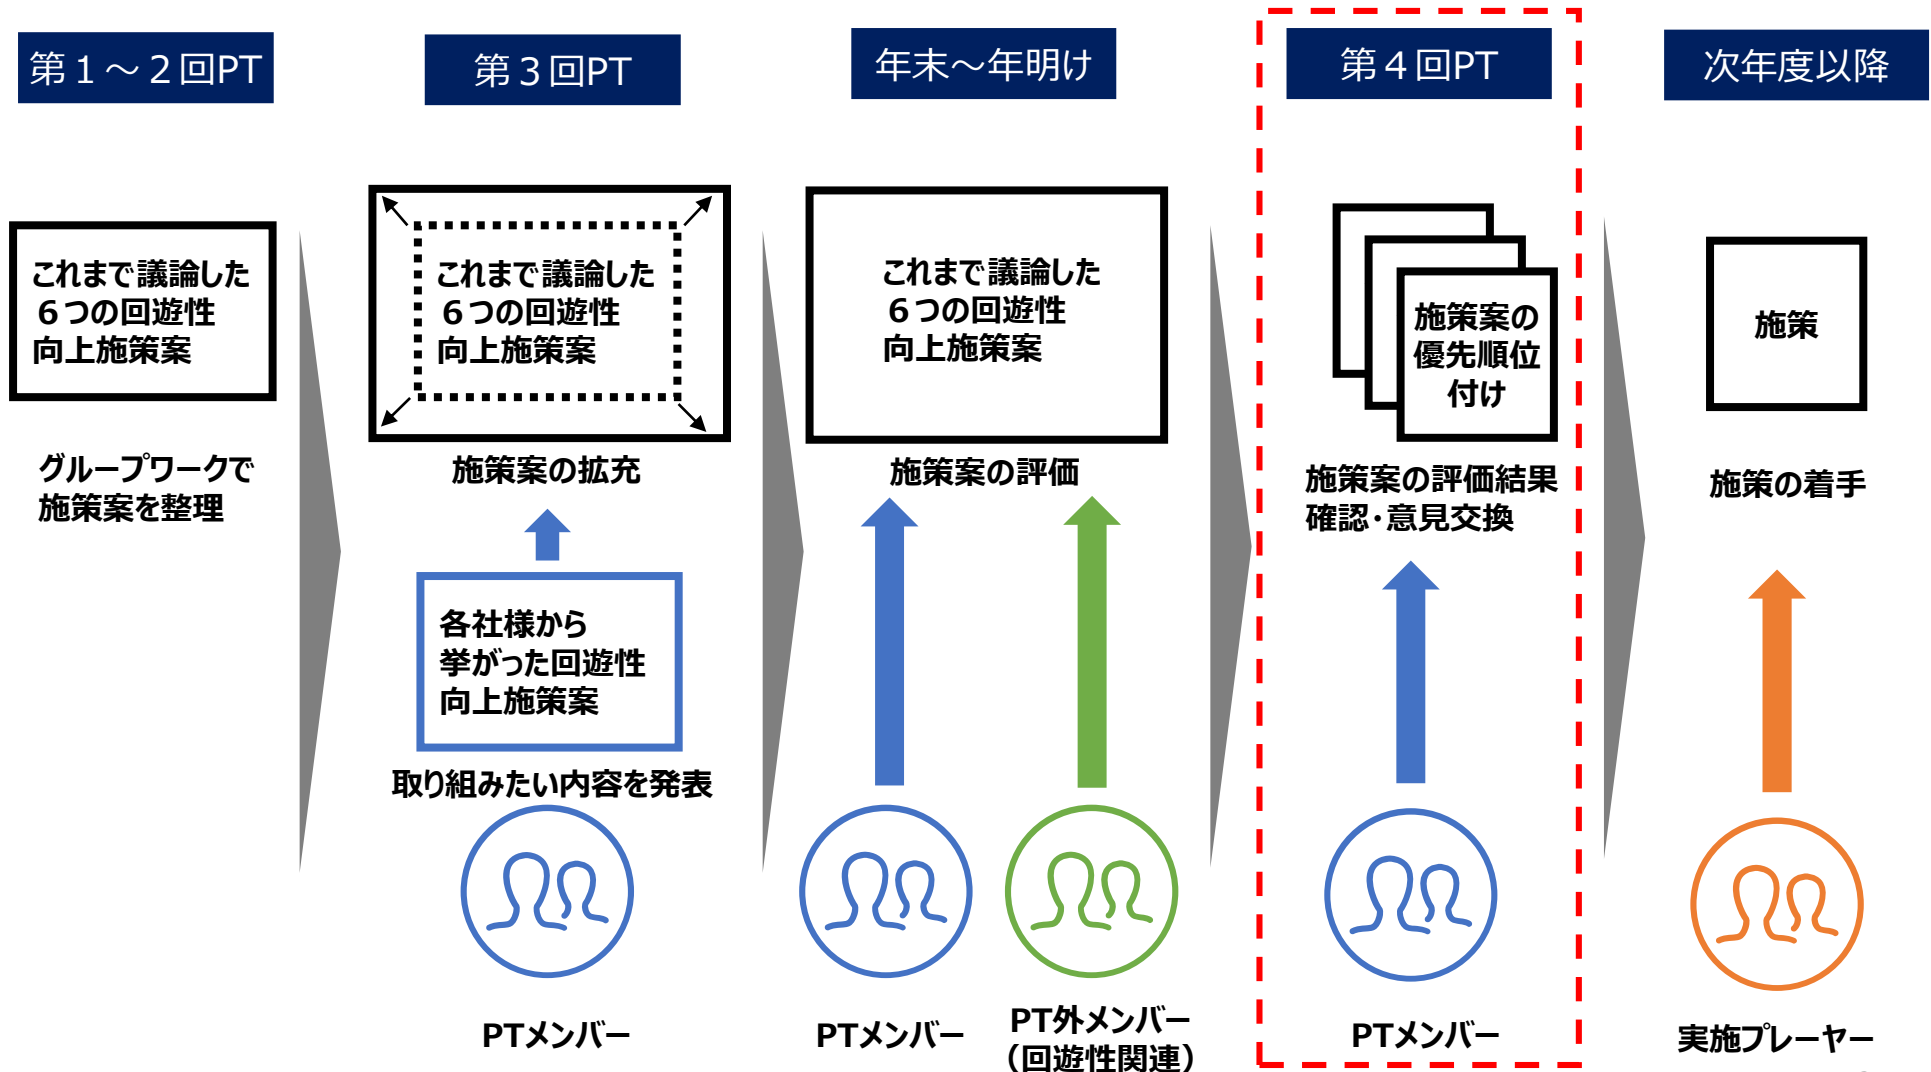 第１～２回PT
第３回PT
年末～年明け
第４回PT
次年度以降
これまで議論した
６つの回遊性
向上施策案
グループワークで
施策案を整理
これまで議論した
６つの回遊性
向上施策案
施策案の拡充
各社様から
挙がった回遊性
向上施策案
取り組みたい内容を発表
PTメンバー
これまで議論した
６つの回遊性
向上施策案
施策案の評価
PTメンバー
PT外メンバー
（回遊性関連）
施策案の
優先順位
付け
施策案の評価結果
確認・意見交換
PTメンバー
施策
施策の着手
実施プレーヤー